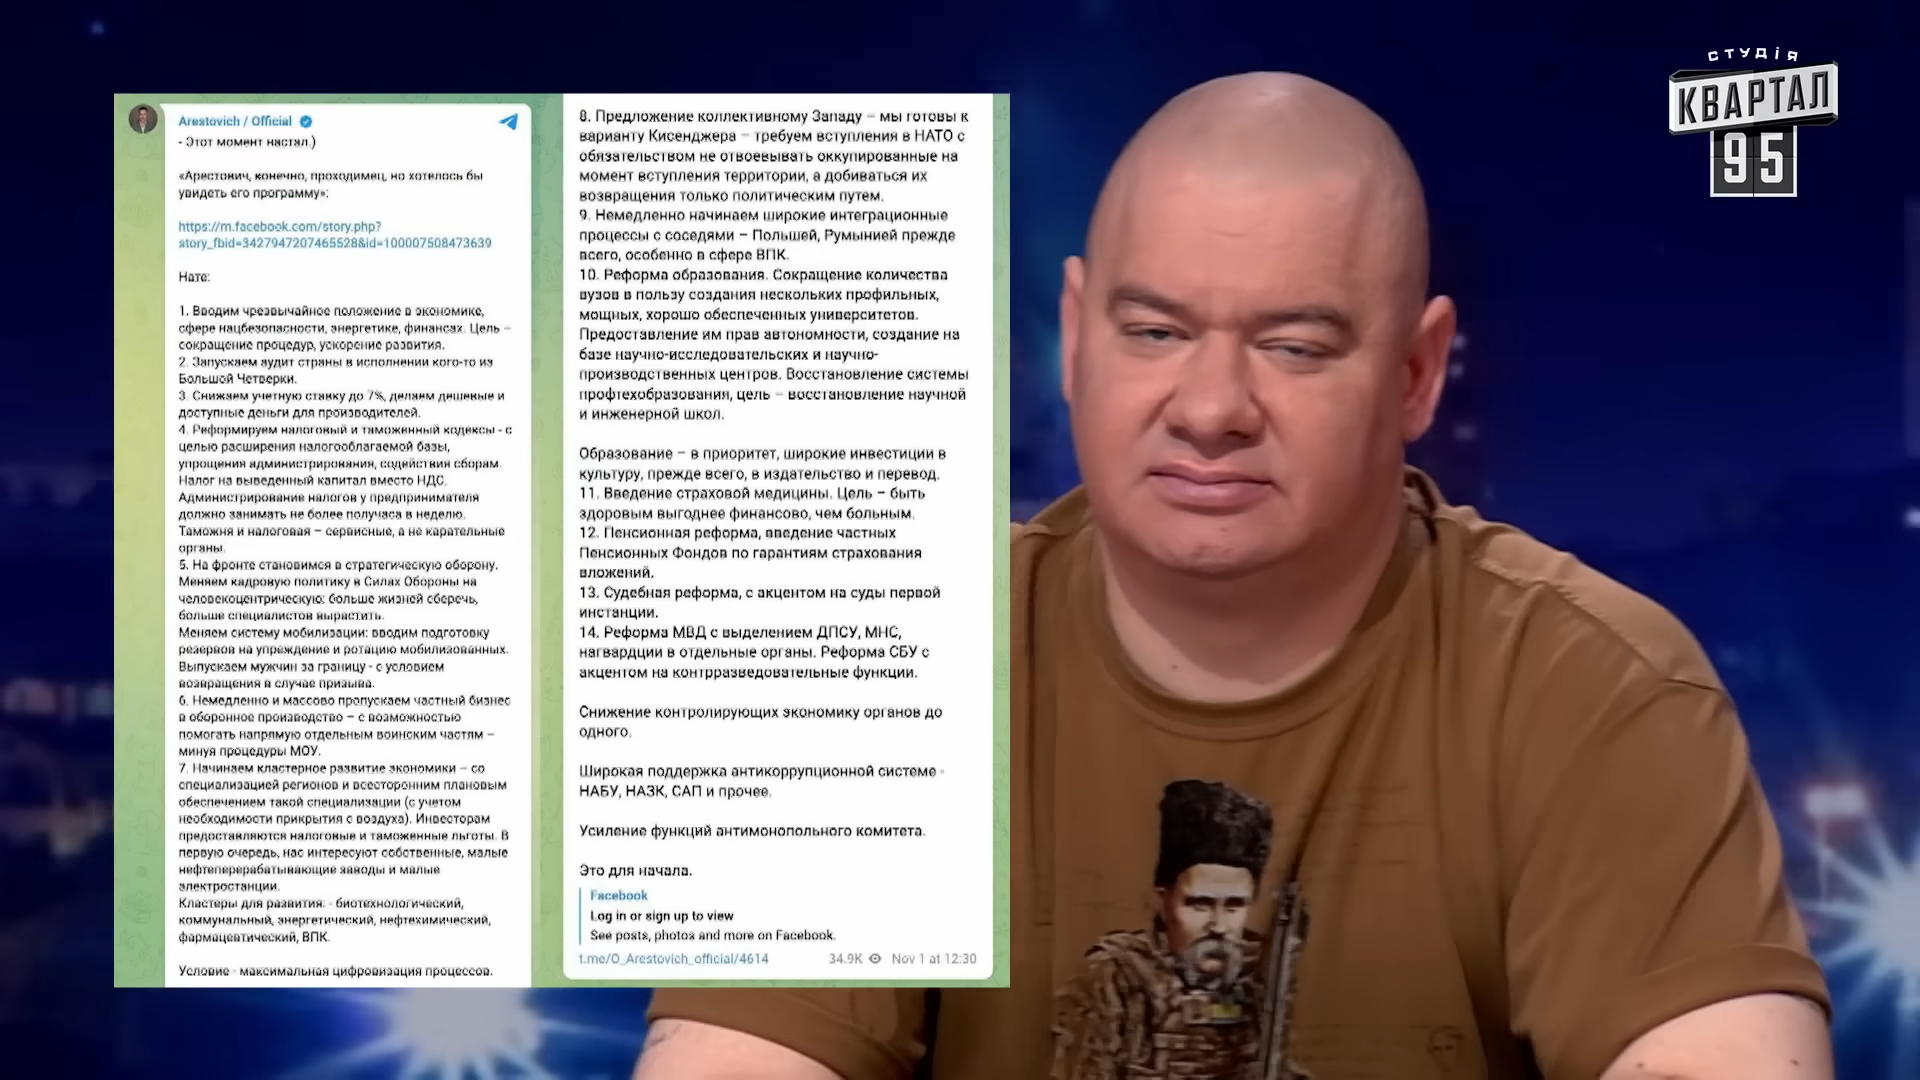 Arestovich / Official
- Этот момент настал.)
«Арестович, конечно, проходимец, но хотелось бы
увидеть его программу»:
https://m.facebook.com/story.php?
story_fbid=3427947207465528&id=100007508473639
Нате:
1. Вводим чрезвычайное положение в экономике,
сфере нацбезопасности, энергетике, финансах. Цель –
сокращение процедур, ускорение развития.
2. Запускаем аудит страны в исполнении кого-то из
Большой Четверки.
3. Снижаем учетную ставку до 7%, делаем дешевые и
доступные деньги для производителей.
4. Реформируем налоговый и таможенный кодексы - с
целью расширения налогооблагаемой базы,
упрощения администрирования, содействия сборам.
Налог на выведенный капитал вместо НДС.
Администрирование налогов у предпринимателя
должно занимать не более получаса в неделю.
Таможня и налоговая – сервисные, а не карательные
органы.
5. На фронте становимся в стратегическую оборону.
Меняем кадровую политику в Силах Обороны на
человекоцентрическую: больше жизней сберечь,
больше специалистов вырастить.
Меняем систему мобилизации: вводим подготовку
резервов на упреждение и ротацию мобилизованных.
Выпускаем мужчин за границу - с условием
возвращения в случае призыва.
6. Немедленно и массово пропускаем частный бизнес
в оборонное производство – с возможностью
помогать напрямую отдельным воинским частям –
минуя процедуры МОУ.
7. Начинаем кластерное развитие экономики – со
специализацией регионов и всесторонним плановым
обеспечением такой специализации (с учетом
необходимости прикрытия с воздуха). Инвесторам
предоставляются налоговые и таможенные льготы. В
первую очередь, нас интересуют собственные, малые
нефтеперерабатывающие заводы и малые
электростанции.
Кластеры для развития: - биотехнологический,
коммунальный, энергетический, нефтехимический,
фармацевтический, ВПК.
Условие - максимальная цифровизация процессов.
8. Предложение коллективному Западу – мы готовы к
варианту Кисенджера – требуем вступления в НАТО с
обязательством не отвоевывать оккупированные на
момент вступления территории, а добиваться их
возвращения только политическим путем.
9. Немедленно начинаем широкие интеграционные
процессы с соседями – Польшей, Румынией прежде
всего, особенно в сфере ВПК.
10. Реформа образования. Сокращение количества
вузов в пользу создания нескольких профильных,
мощных, хорошо обеспеченных университетов.
Предоставление им прав автономности, создание на
базе научно-исследовательских и научно-
производственных центров. Восстановление системы
профтехобразования, цель – восстановление научной
и инженерной школ.
Образование – в приоритет, широкие инвестиции в
культуру, прежде всего, в издательство и перевод.
11. Введение страховой медицины. Цель – быть
здоровым выгоднее финансово, чем больным.
12. Пенсионная реформа, введение частных
Пенсионных Фондов по гарантиям страхования
вложений.
13. Судебная реформа, с акцентом на суды первой
инстанции.
14. Реформа МВД с выделением ДПСУ, МНС,
нагвардции в отдельные органы. Реформа СБУ с
акцентом на контрразведовательные функции.
Снижение контролирующих экономику органов до
одного.
Широкая поддержка антикоррупционной системе -
НАБУ, НАЗК, САП и прочее.
Усиление функций антимонопольного комитета.
Это для начала.
Facebook
Log in or sign up to view
See posts, photos and more on Facebook.
t.me/O_Arestovich_official/4614 34.9K Nov 1 at 12:30
СТУДІЯ
КВАРТАЛ
95